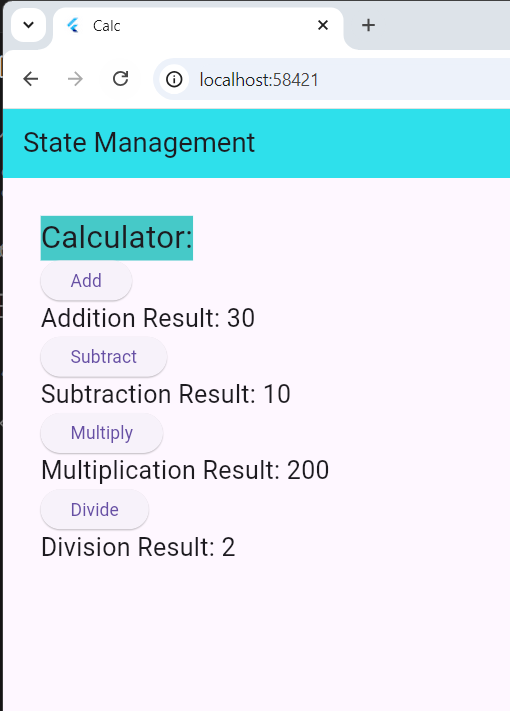 Calc
localhost:58421
State Management
Calculator:
Add
Addition Result: 30
Subtract
Subtraction Result: 10
Multiply
Multiplication Result: 200
Divide
Division Result: 2